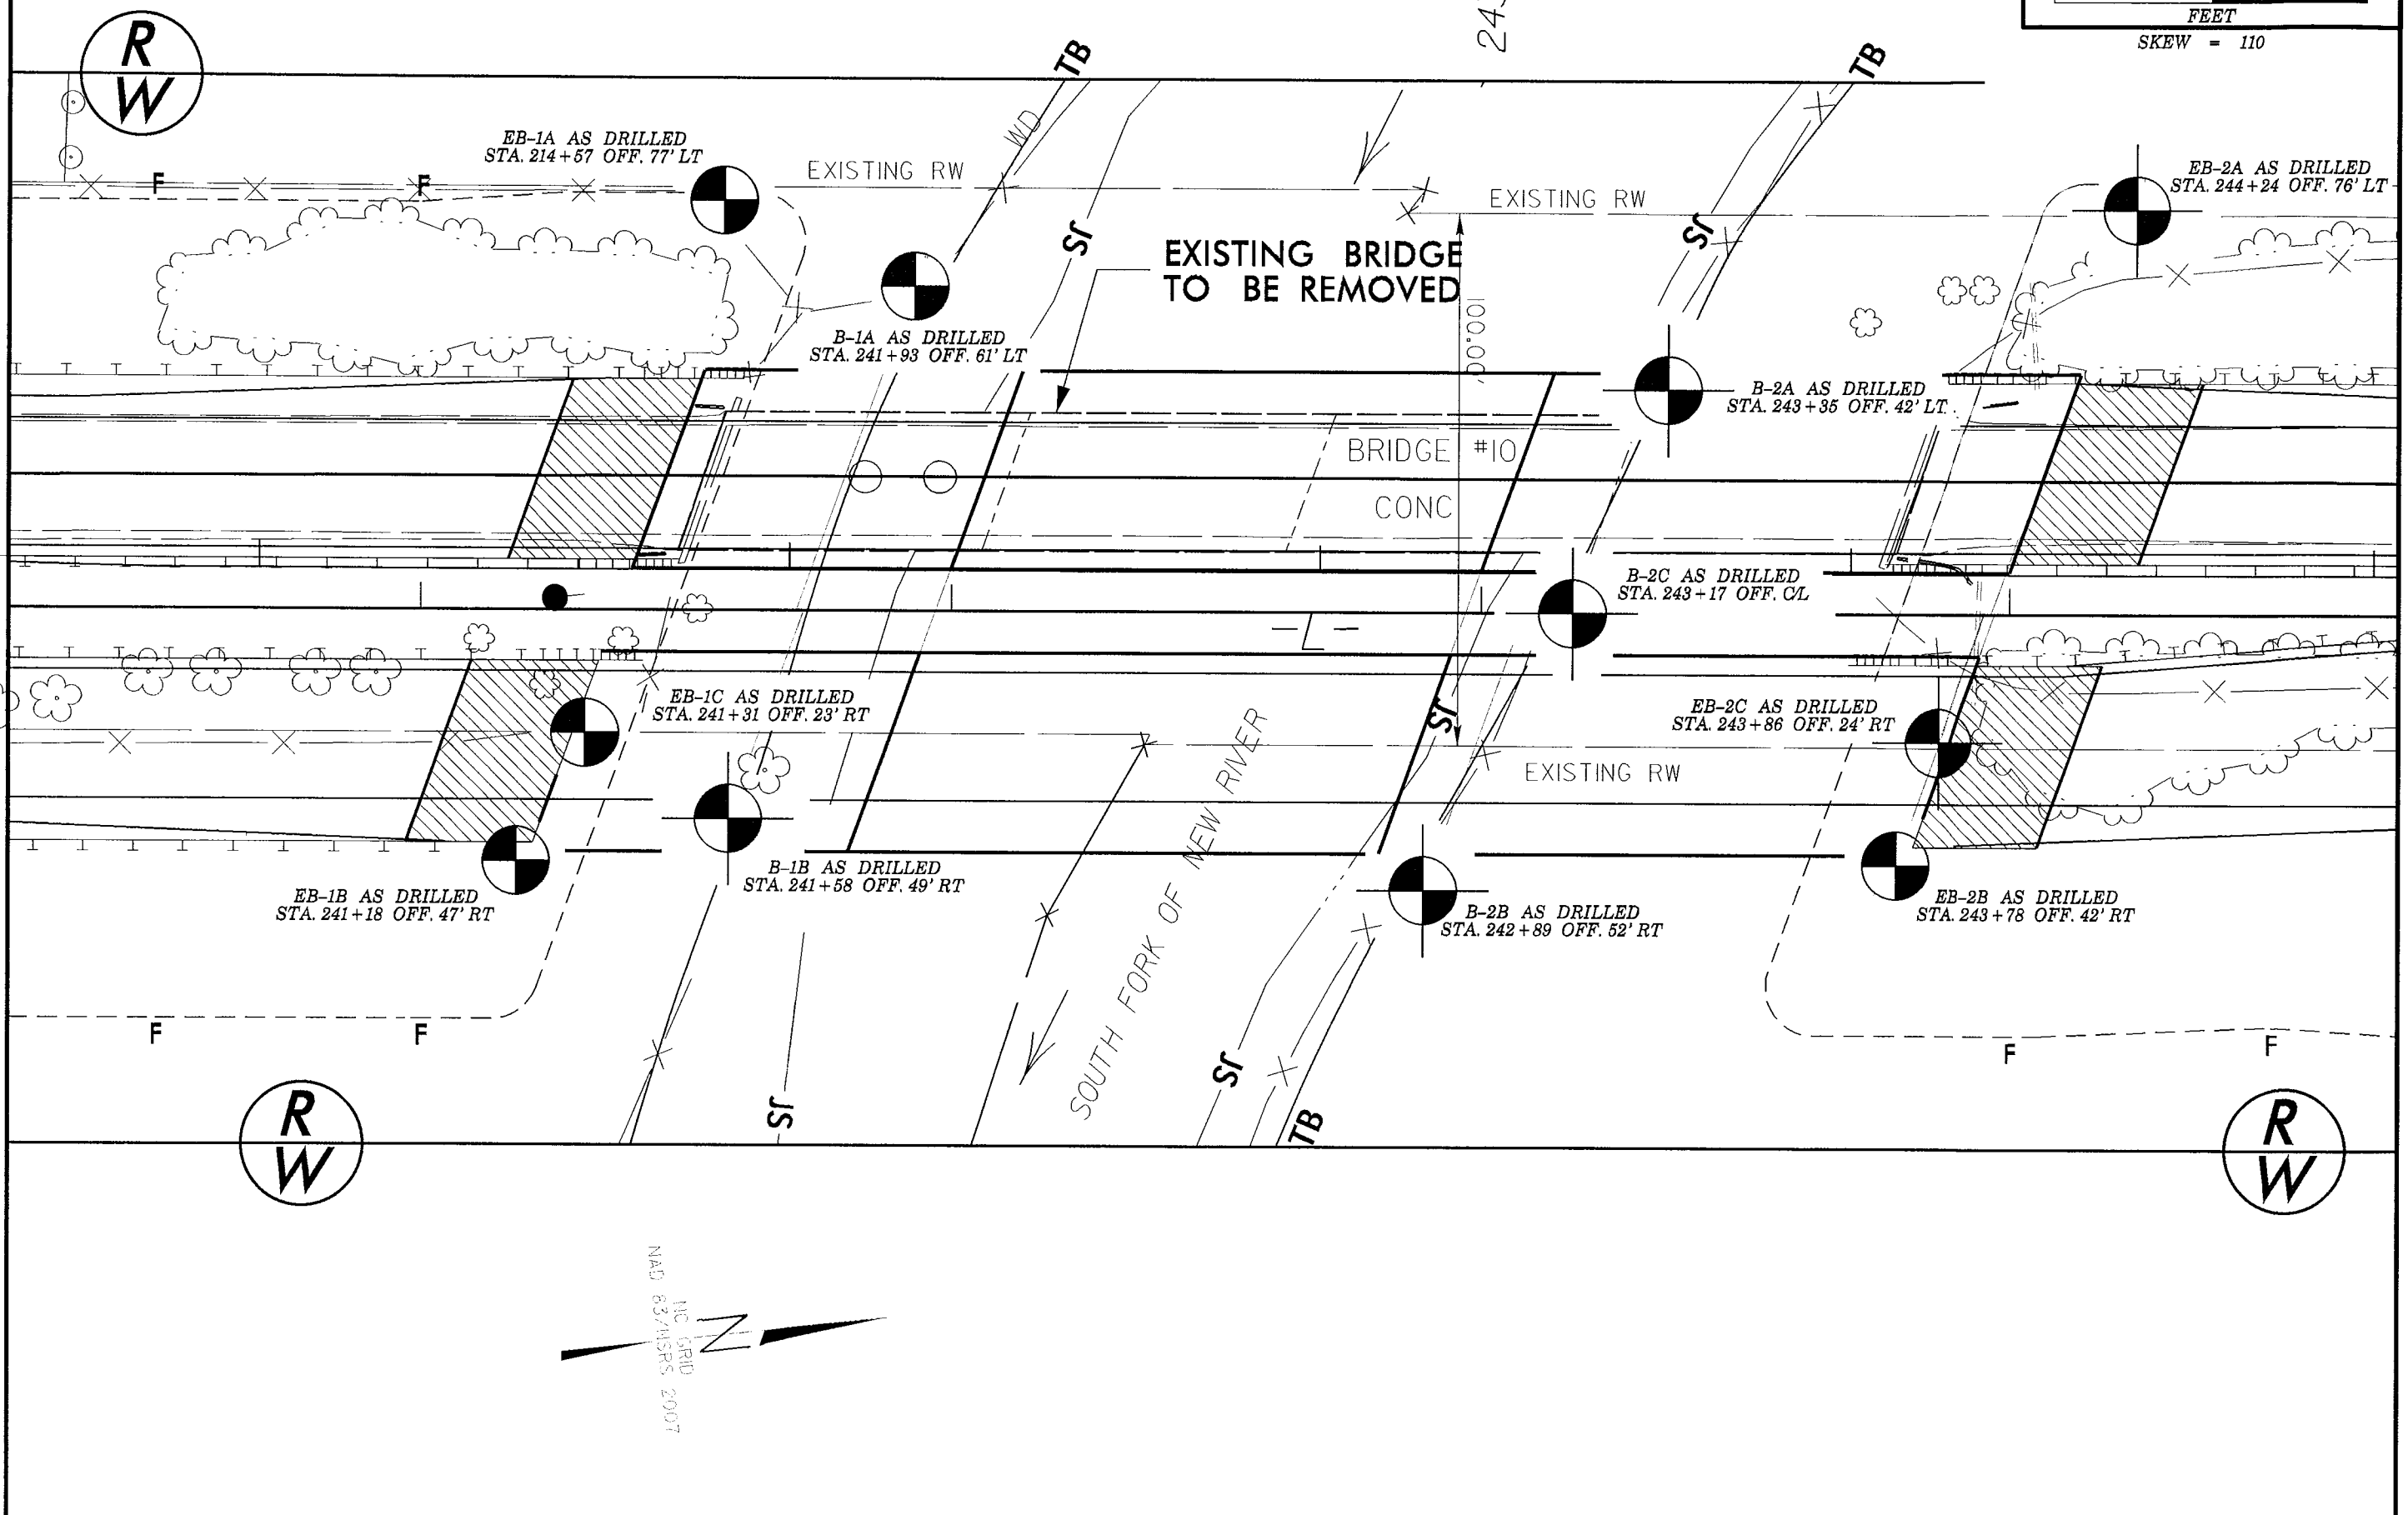 FEET
SKEW = 110
R
W
TB
TB
WD
EB-1A AS DRILLED
STA. 214+57 OFF. 77' LT
F
F
EXISTING RW
EXISTING RW
EB-2A AS DRILLED
STA. 244+24 OFF. 76' LT
JS
JS
EXISTING BRIDGE
TO BE REMOVED
100.00'
B-1A AS DRILLED
STA. 241+93 OFF. 61' LT
B-2A AS DRILLED
STA. 243+35 OFF. 42' LT
BRIDGE #10
CONC
B-2C AS DRILLED
STA. 243+17 OFF. C/L
-L-
EB-1C AS DRILLED
STA. 241+31 OFF. 23' RT
JS
EB-2C AS DRILLED
STA. 243+86 OFF. 24' RT
EXISTING RW
SOUTH FORK OF NEW RIVER
B-1B AS DRILLED
STA. 241+58 OFF. 49' RT
EB-1B AS DRILLED
STA. 241+18 OFF. 47' RT
B-2B AS DRILLED
STA. 242+89 OFF. 52' RT
EB-2B AS DRILLED
STA. 243+78 OFF. 42' RT
F
F
F
F
JS
JS
TB
R
W
R
W
NC GRID
NAD 83/NSRS 2007
N